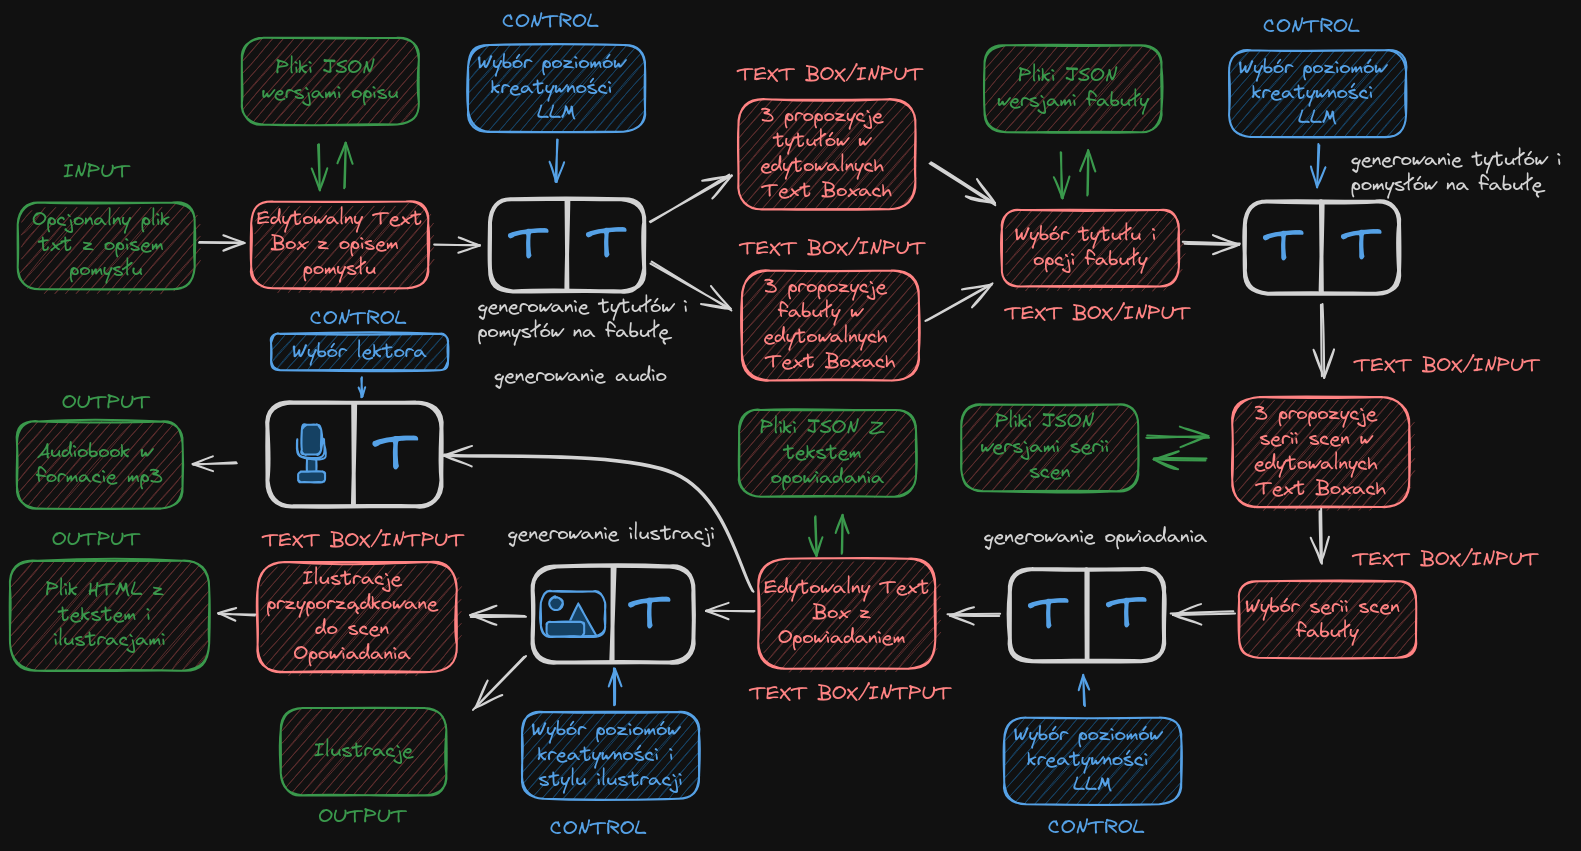 CONTROL
Pliki JSON
wersjami opisu
Wybór poziomów
kreatywności
LLM
TEXT BOX/INPUT
3 propozycje
tytułów w
edytowalnych
Text Boxach
Pliki JSON
wersjami fabuły
CONTROL
Wybór poziomów
kreatywności
LLM
generowanie tytułów i
pomysłów na fabułę
INPUT
Opcjonalny plik
txt z opisem
pomysłu
Edytowalny Text
Box z opisem
pomysłu
T T
generowanie tytułów i
pomysłów na fabułę
TEXT BOX/INPUT
3 propozycje
fabuły w
edytowalnych
Text Boxach
Wybór tytułu i
opcji fabuły
TEXT BOX/INPUT
T T
TEXT BOX/INPUT
3 propozycje
serii scen w
edytowalnych
Text Boxach
Pliki JSON
wersjami serii
scen
TEXT BOX/INPUT
Wybór serii scen
fabuły
generowanie opwiadania
T T
Wybór poziomów
kreatywności
LLM
CONTROL
Pliki JSON z
tekstem
opowiadania
Edytowalny Text
Box z
Opowiadaniem
TEXT BOX/INTPUT
generowanie ilustracji
T
Wybór poziomów
kreatywności i
stylu ilustracji
CONTROL
generowanie audio
CONTROL
Wybór lektora
T
OUTPUT
Audiobook w
formacie mp3
TEXT BOX/INTPUT
Ilustracje
przyporządkowane
do scen
Opowiadania
OUTPUT
Plik HTML z
tekstem i
ilustracjami
Ilustracje
OUTPUT